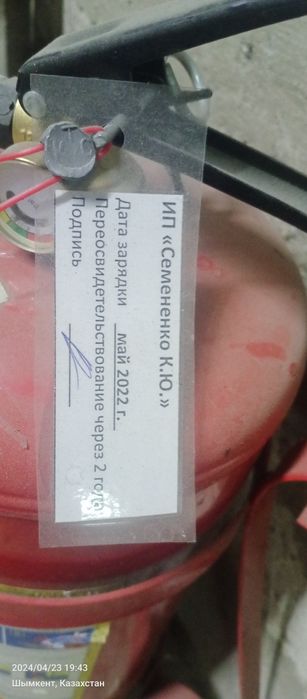 ИП «Семененко К.Ю.»
Дата зарядки май 2022 г.
Переосвидетельствование через 2 года
Подпись
2024/04/23 19:43
Шымкент, Казахстан